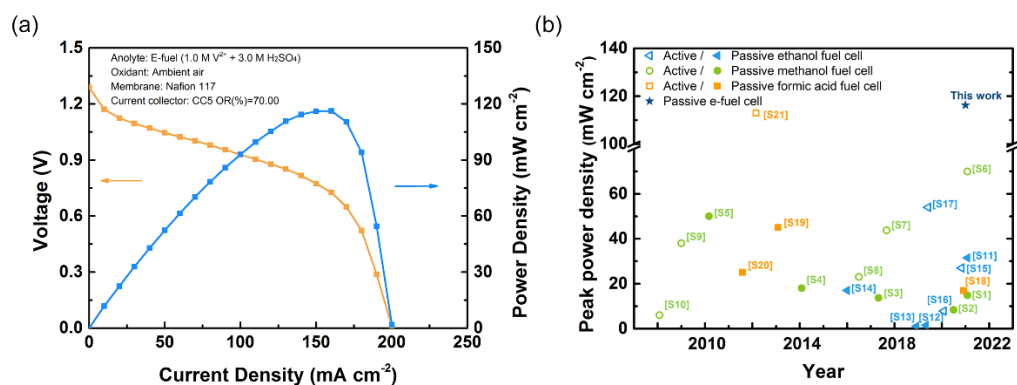 (a)
1.5
1.2
0.9
0.6
0.3
0.0
Voltage (V)
Anolyte: E-fuel (1.0 M V²⁺ + 3.0 M H₂SO₄)
Oxidant: Ambient air
Membrane: Nafion 117
Current collector: CC5 OR(%)=70.00
150
120
90
60
30
0
Power Density (mW cm⁻²)
0 50 100 150 200 250
Current Density (mA cm⁻²)
(b)
140
120
100
60
40
20
0
Peak power density (mW cm⁻²)
Active / Passive ethanol fuel cell
Active / Passive methanol fuel cell
Active / Passive formic acid fuel cell
Passive e-fuel cell
This work
[S21]
[S6]
[S17]
[S5]
[S19]
[S7]
[S9]
[S11]
[S15]
[S20]
[S8]
[S18]
[S4]
[S14]
[S3]
[S1]
[S16]
[S2]
[S10]
[S13]
[S12]
2010 2014 2018 2022
Year